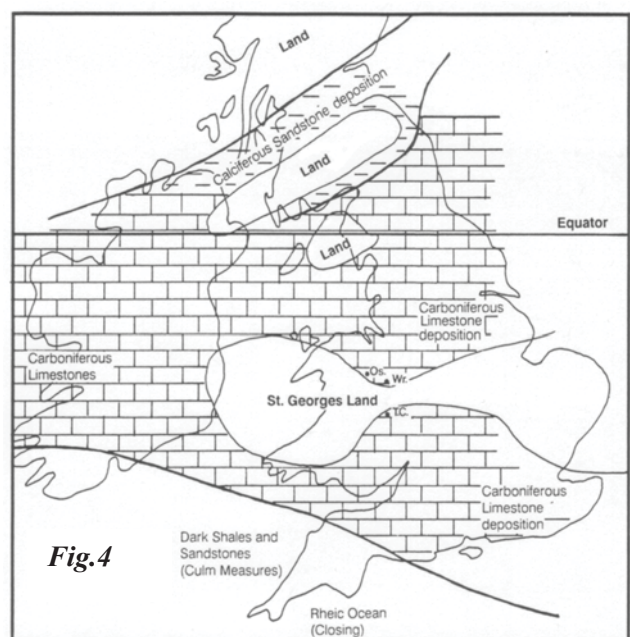 Land
Calciferous Sandstone deposition
Land
Equator
Land
Carboniferous
Limestone
deposition
Carboniferous
Limestones
Os.
Wr.
St. Georges Land
T.C.
Carboniferous
Limestone
deposition
Dark Shales and
Sandstones
(Culm Measures)
Fig.4
Rheic Ocean
(Closing)